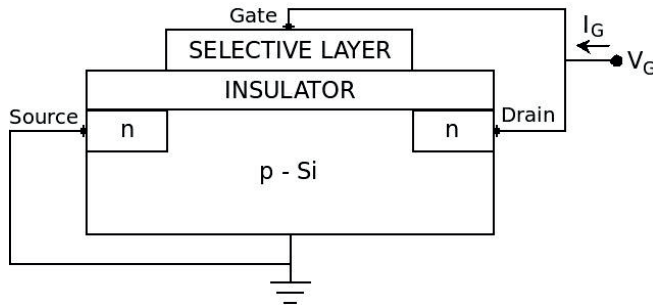 Gate
I_G
SELECTIVE LAYER
V_G
INSULATOR
Source
n
n
Drain
p - Si